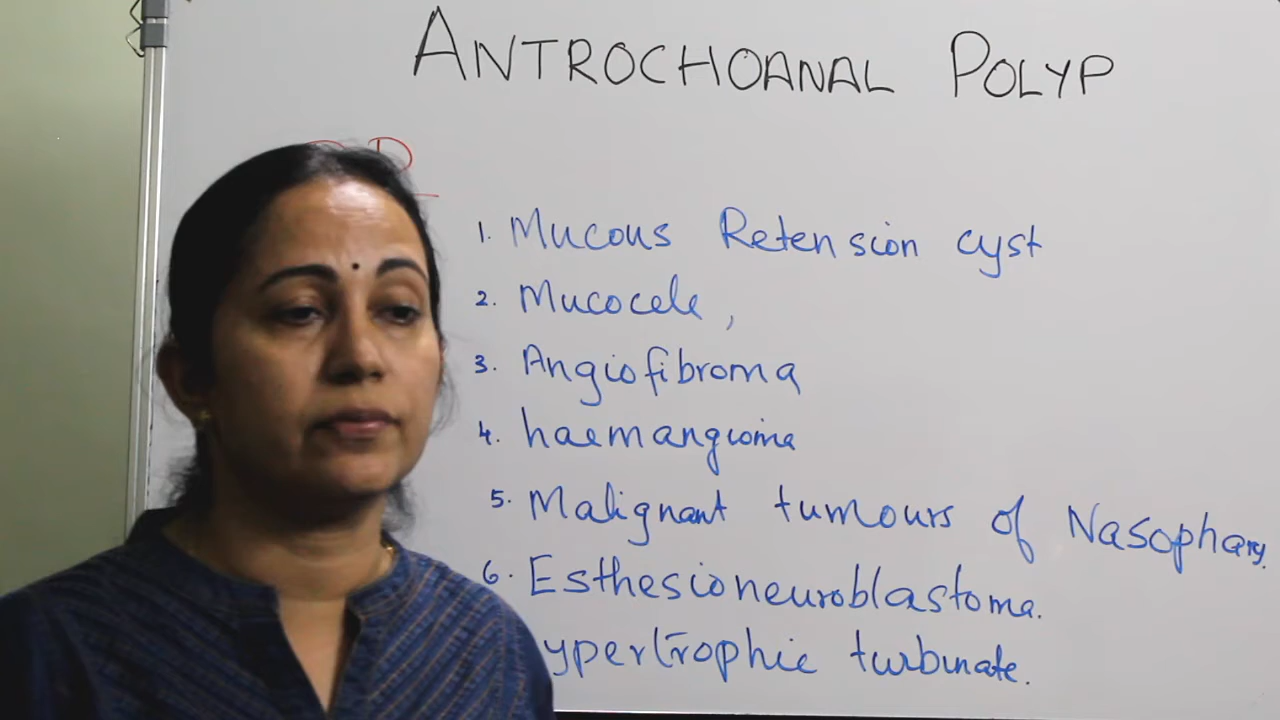 ANTROCHOANAL POLYP
D
1. Mucous Retension cyst
2. Mucocele,
3. Angiofibroma
4. haemangioma
5. Malignant tumours of Nasophary.
6. Esthesioneuroblastoma.
ypertrophic turbinate.